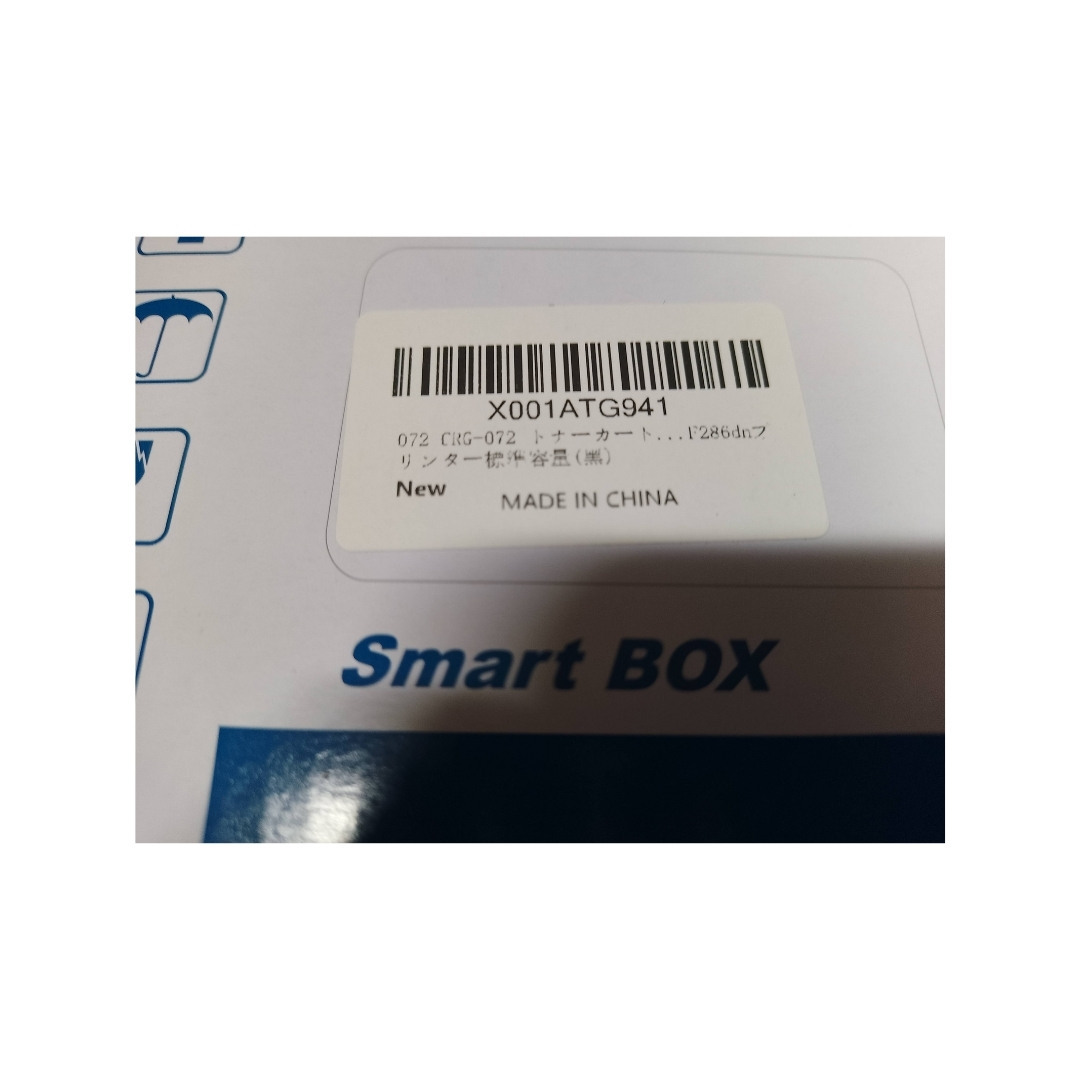 X001ATG941
072 CRG-072 トナーカート...F286dnプ
リンター標準容量(黒)
New
MADE IN CHINA
Smart BOX